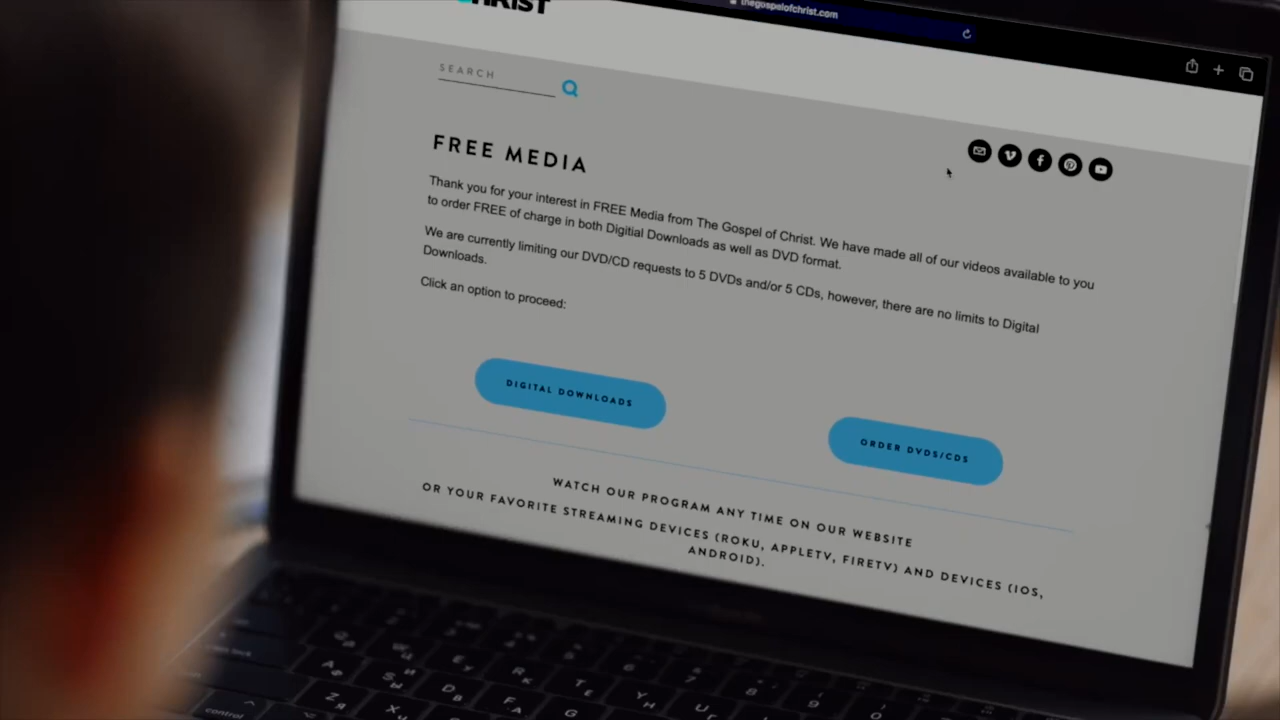 CHRIST
thegospelofchrist.com
SEARCH
FREE MEDIA
Thank you for your interest in FREE Media from The Gospel of Christ. We have made all of our videos available to you
to order FREE of charge in both Digitial Downloads as well as DVD format.
We are currently limiting our DVD/CD requests to 5 DVDs and/or 5 CDs, however, there are no limits to Digital
Downloads.
Click an option to proceed:
DIGITAL DOWNLOADS
ORDER DVDS/CDS
WATCH OUR PROGRAM ANY TIME ON OUR WEBSITE
OR YOUR FAVORITE STREAMING DEVICES (ROKU, APPLETV, FIRETV) AND DEVICES (IOS,
ANDROID).
control